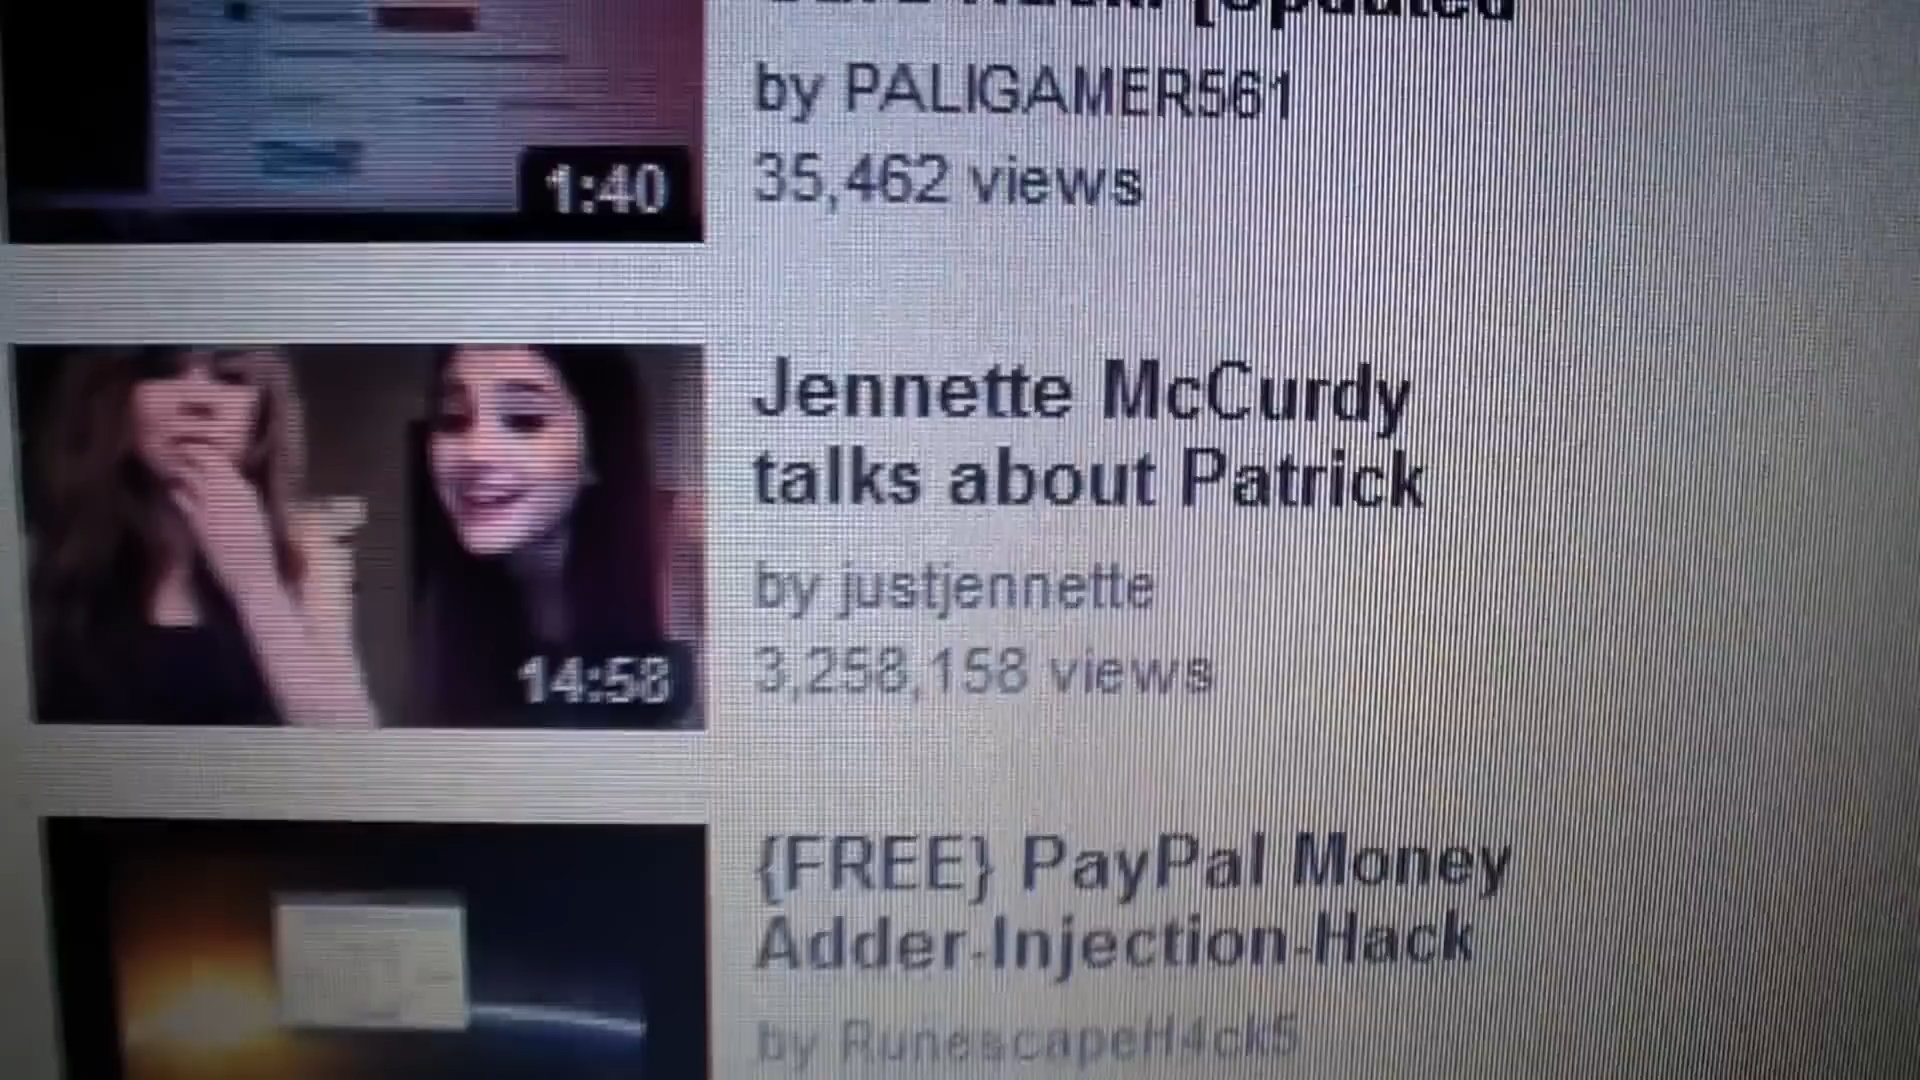 [Updated
by PALIGAMER561
35,462 views
1:40
Jennette McCurdy
talks about Patrick
by justjennette
3,258,158 views
14:58
{FREE} PayPal Money
Adder-Injection-Hack
by RunescapeH4ck5